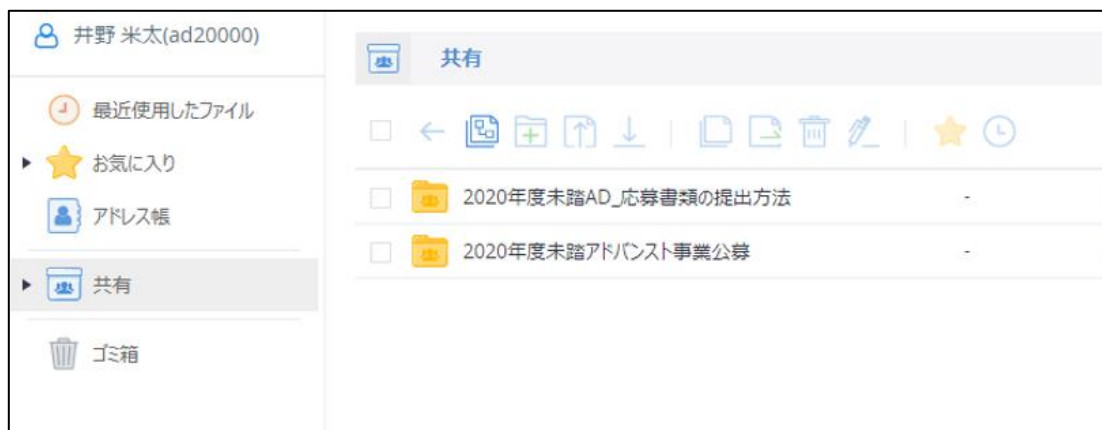 井野 米太(ad20000)
最近使用したファイル
お気に入り
アドレス帳
共有
ゴミ箱
共有
2020年度未踏AD_応募書類の提出方法 -
2020年度未踏アドバンスト事業公募 -